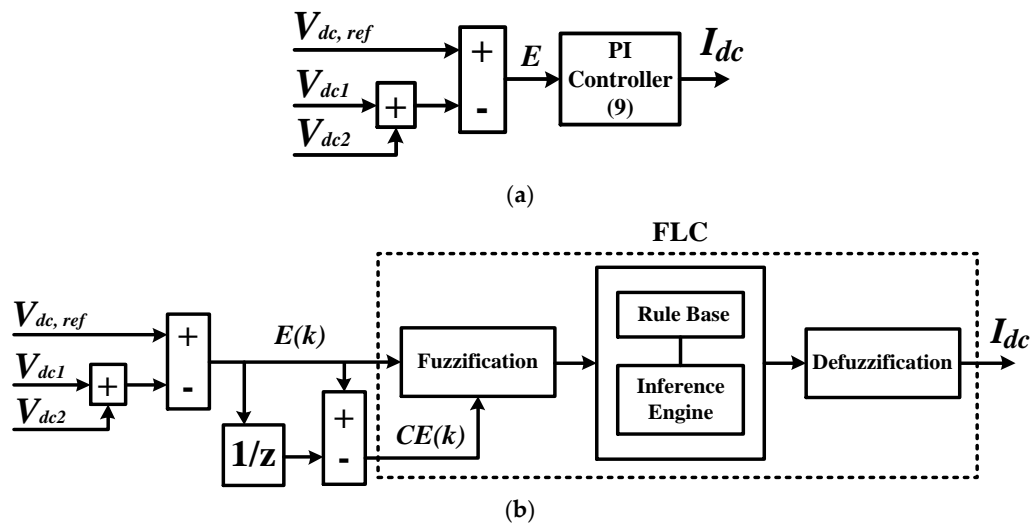 V_dc, ref
+
E
PI
Controller
(9)
I_dc
V_dc1
+
-
V_dc2
(a)
FLC
V_dc, ref
+
E(k)
Fuzzification
Rule Base
Inference
Engine
Defuzzification
I_dc
V_dc1
+
-
V_dc2
1/z
+
-
CE(k)
(b)